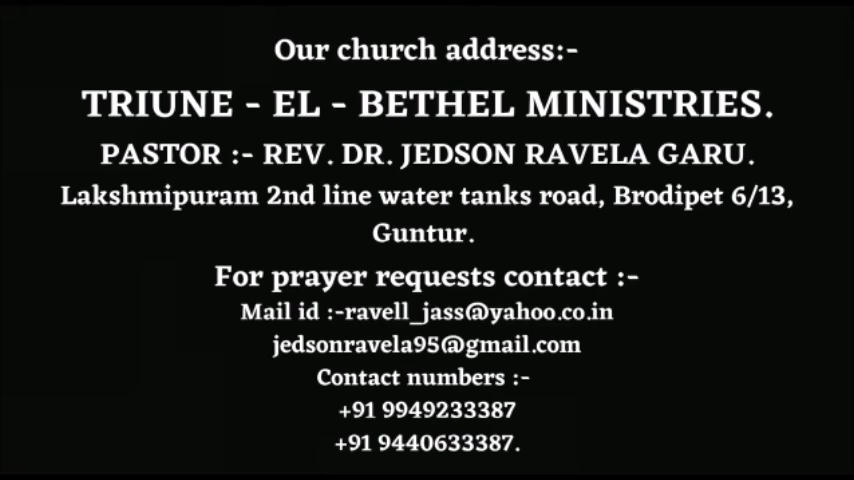 Our church address:-
TRIUNE - EL - BETHEL MINISTRIES.
PASTOR :- REV. DR. JEDSON RAVELA GARU.
Lakshmipuram 2nd line water tanks road, Brodipet 6/13,
Guntur.
For prayer requests contact :-
Mail id :-ravell_jass@yahoo.co.in
jedsonravela95@gmail.com
Contact numbers :-
+91 9949233387
+91 9440633387.